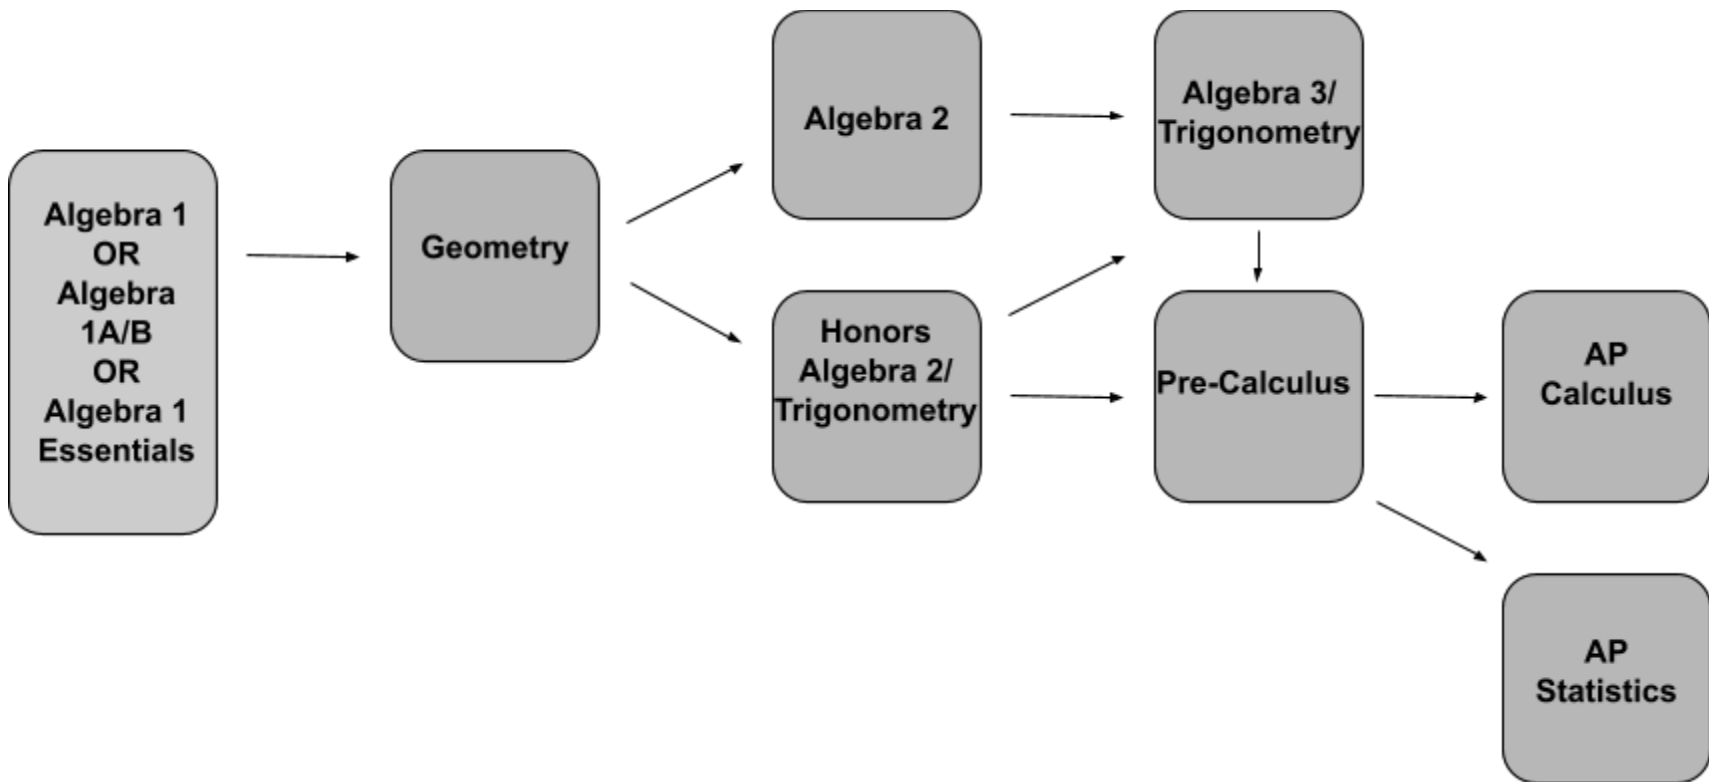 Algebra 1
OR
Algebra
1A/B
OR
Algebra 1
Essentials
Geometry
Algebra 2
Honors
Algebra 2/
Trigonometry
Algebra 3/
Trigonometry
Pre-Calculus
AP
Calculus
AP
Statistics